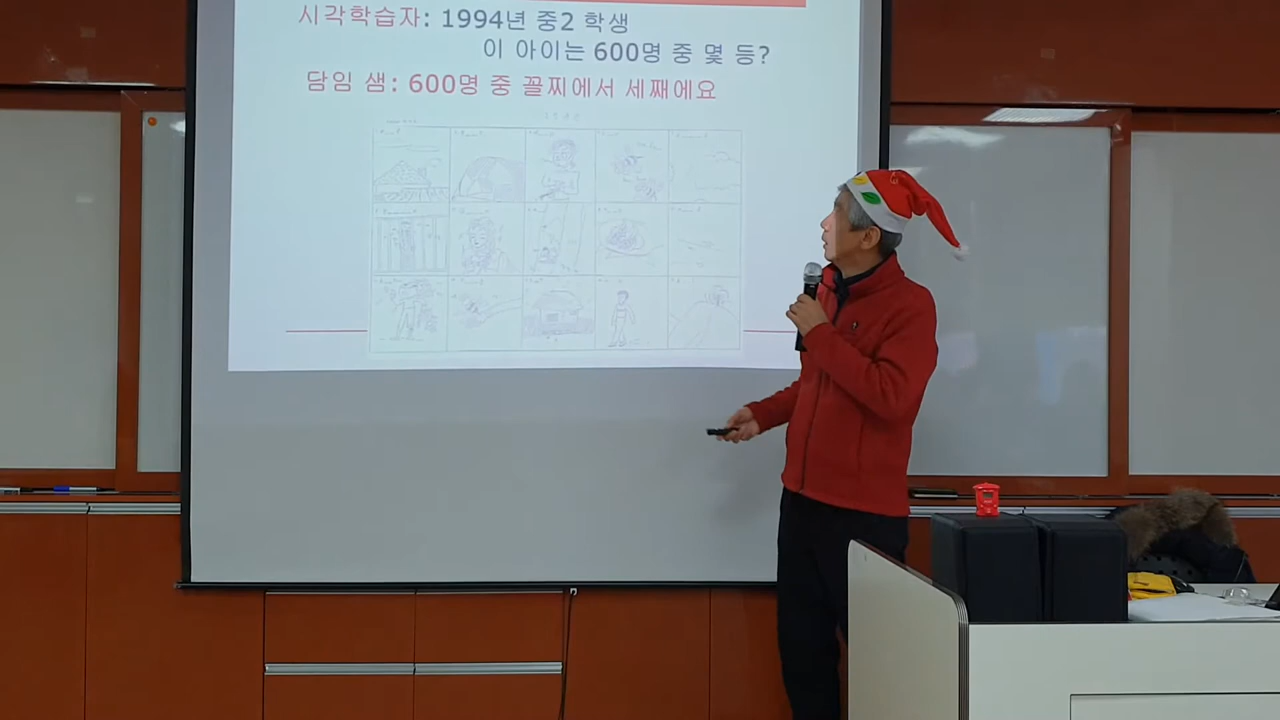 시각학습자: 1994년 중2 학생
이 아이는 600명 중 몇 등?
담임 샘: 600명 중 꼴찌에서 세째에요